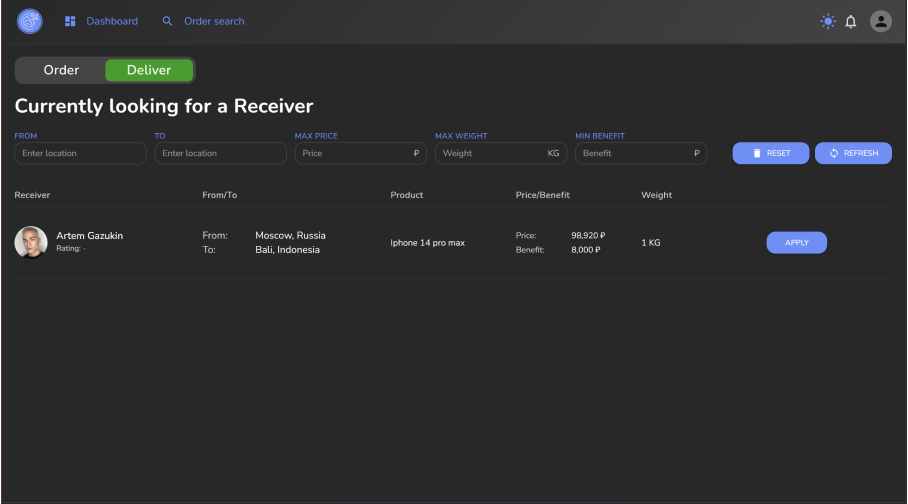 Dashboard Order search
Order Deliver
Currently looking for a Receiver
FROM TO MAX PRICE MAX WEIGHT MIN BENEFIT
Enter location Enter location Price ₽ Weight KG Benefit ₽ RESET REFRESH
Receiver From/To Product Price/Benefit Weight
Artem Gazukin From: Moscow, Russia Price: 98,920 ₽
Rating: - To: Bali, Indonesia Iphone 14 pro max Benefit: 8,000 ₽ 1 KG APPLY